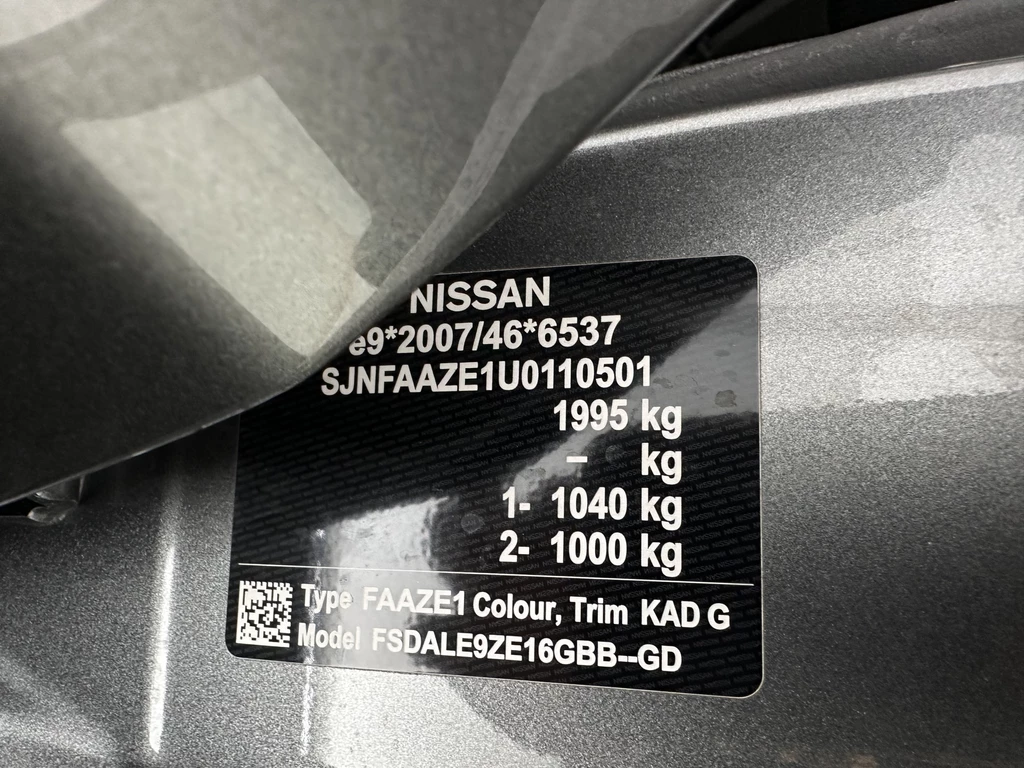 NISSAN
e9*2007/46*6537
SJNFAAZE1U0110501
1995 kg
– kg
1- 1040 kg
2- 1000 kg
Type FAAZE1 Colour, Trim KAD G
Model FSDALE9ZE16GBB--GD